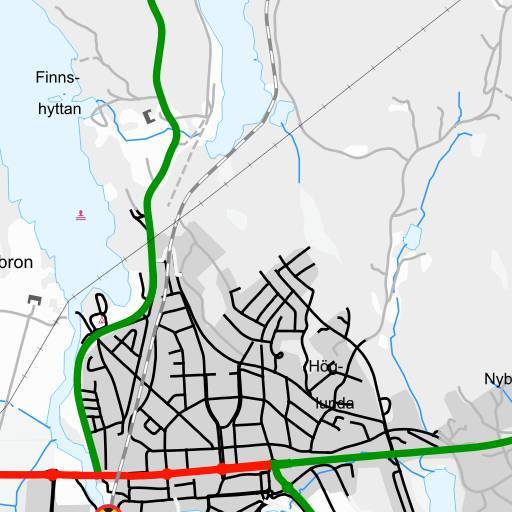 Finns-
hyttan
bron
Hög-
lunda
Nyb